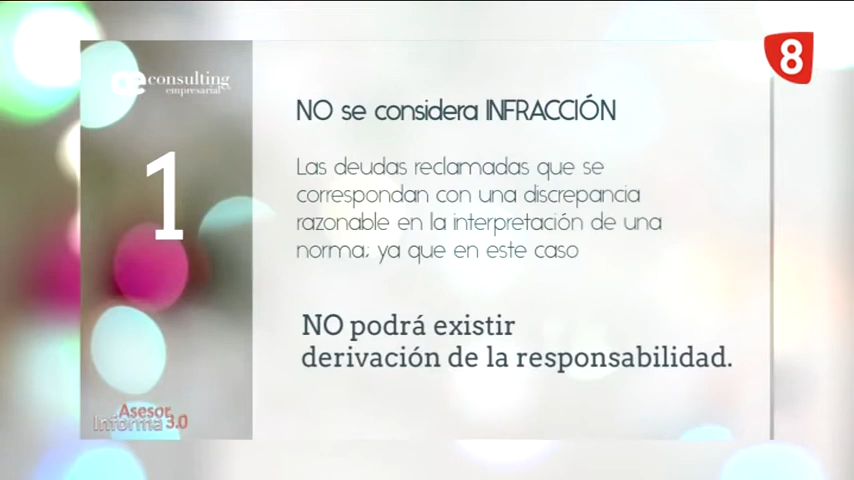 8
ce consulting
empresarial
1
NO se considera INFRACCIÓN
Las deudas reclamadas que se
correspondan con una discrepancia
razonable en la interpretación de una
norma; ya que en este caso
NO podrá existir
derivación de la responsabilidad.
Asesor
Informa 3.0